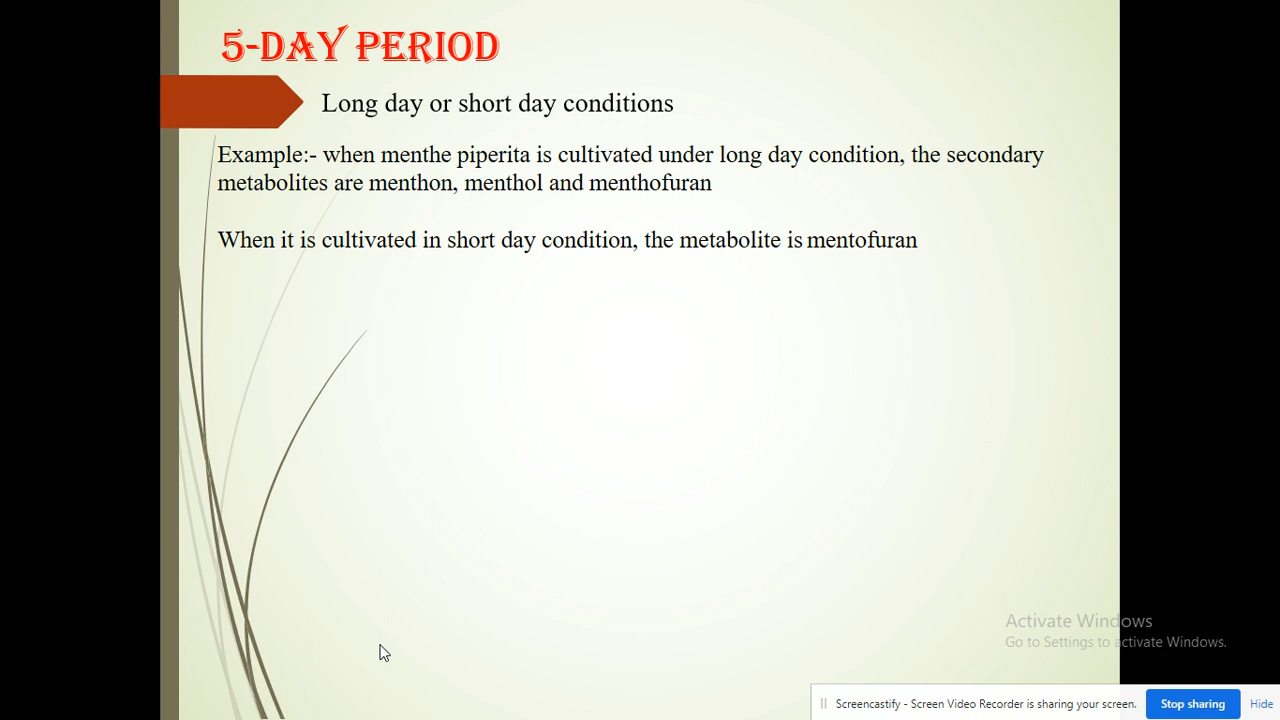 5-DAY PERIOD
Long day or short day conditions
Example:- when menthe piperita is cultivated under long day condition, the secondary
metabolites are menthon, menthol and menthofuran
When it is cultivated in short day condition, the metabolite is mentofuran
Activate Windows
Go to Settings to activate Windows.
Screencastify - Screen Video Recorder is sharing your screen. Stop sharing Hide